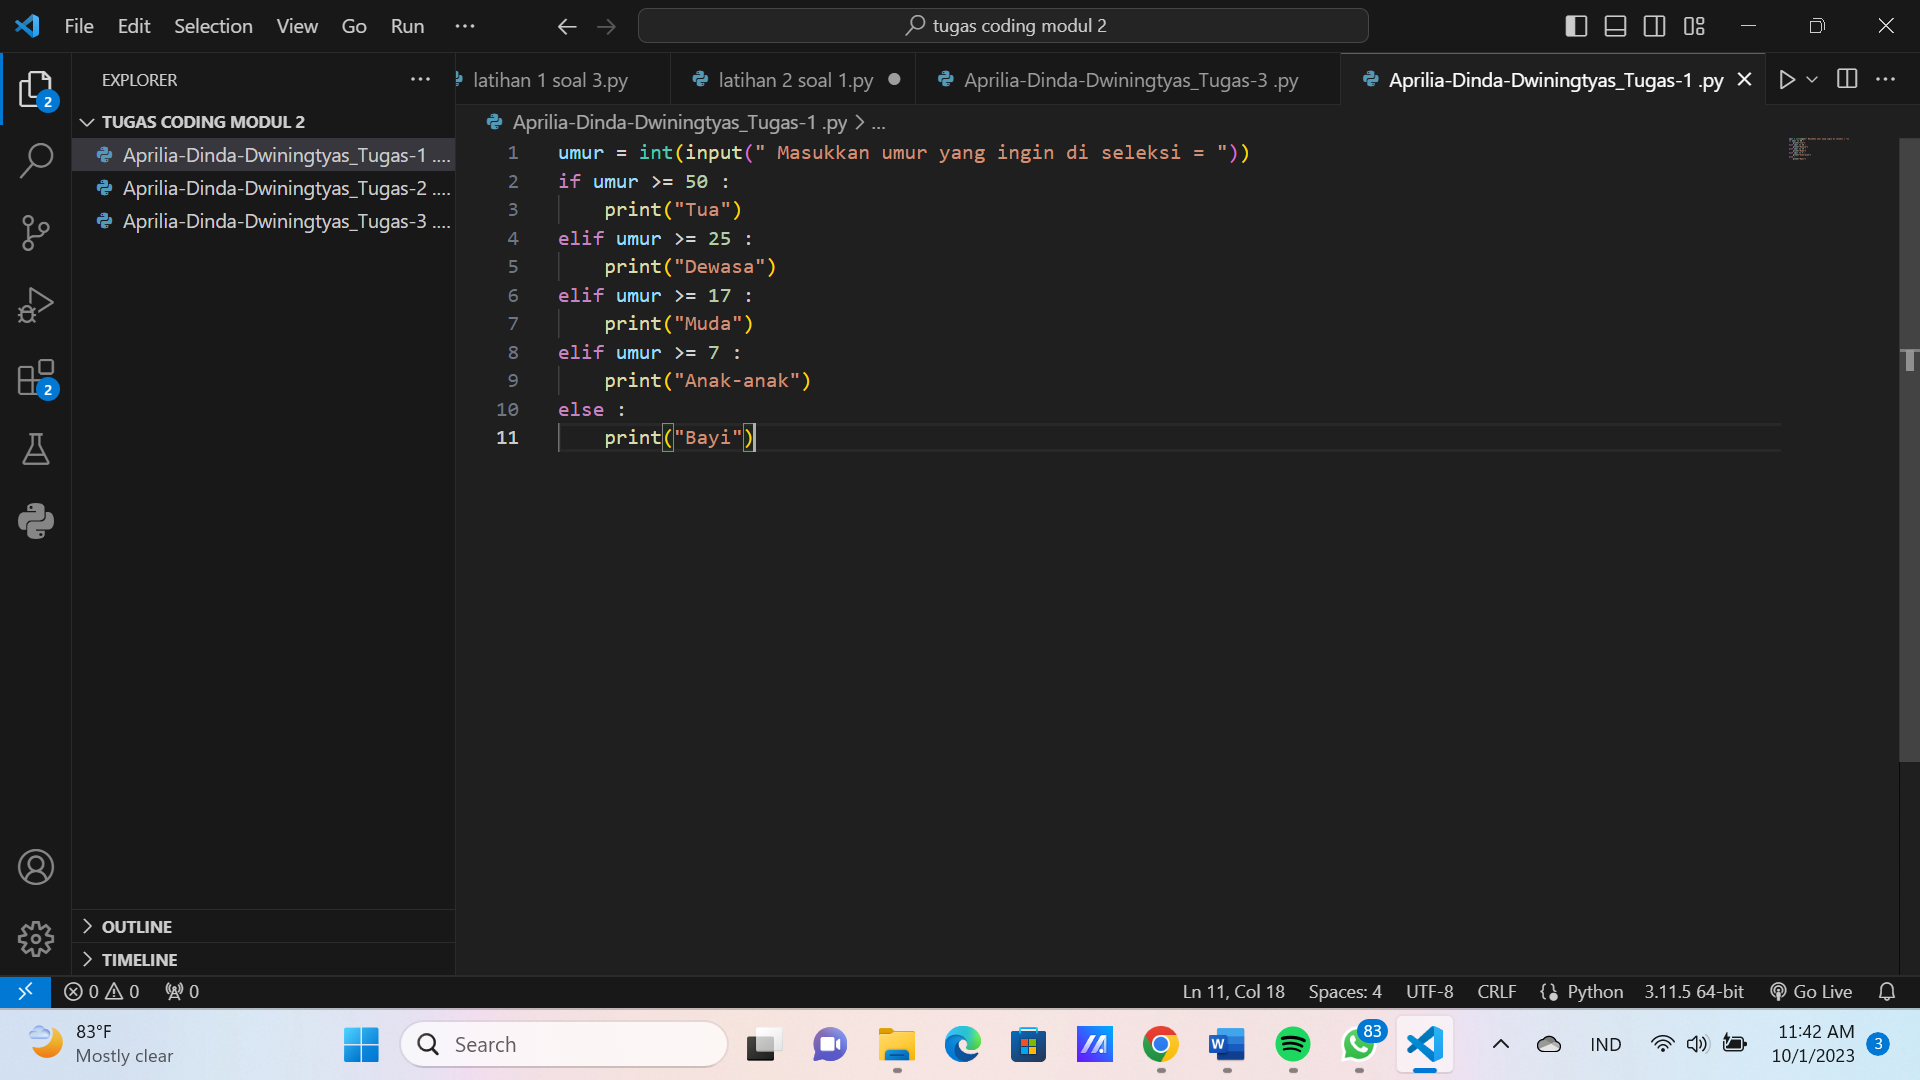 File Edit Selection View Go Run ...
tugas coding modul 2
EXPLORER ...
latihan 1 soal 3.py
latihan 2 soal 1.py
Aprilia-Dinda-Dwiningtyas_Tugas-3 .py
Aprilia-Dinda-Dwiningtyas_Tugas-1 .py
TUGAS CODING MODUL 2
Aprilia-Dinda-Dwiningtyas_Tugas-1 ....
Aprilia-Dinda-Dwiningtyas_Tugas-2 ....
Aprilia-Dinda-Dwiningtyas_Tugas-3 ....
2
2
Aprilia-Dinda-Dwiningtyas_Tugas-1 .py > ...
1 umur = int(input(" Masukkan umur yang ingin di seleksi = "))
2 if umur >= 50 :
3     print("Tua")
4 elif umur >= 25 :
5     print("Dewasa")
6 elif umur >= 17 :
7     print("Muda")
8 elif umur >= 7 :
9     print("Anak-anak")
10 else :
11     print("Bayi")
OUTLINE
TIMELINE
0 0 0
Ln 11, Col 18 Spaces: 4 UTF-8 CRLF Python 3.11.5 64-bit Go Live
83°F
Mostly clear
Search
W
83
IND
11:42 AM
10/1/2023
3